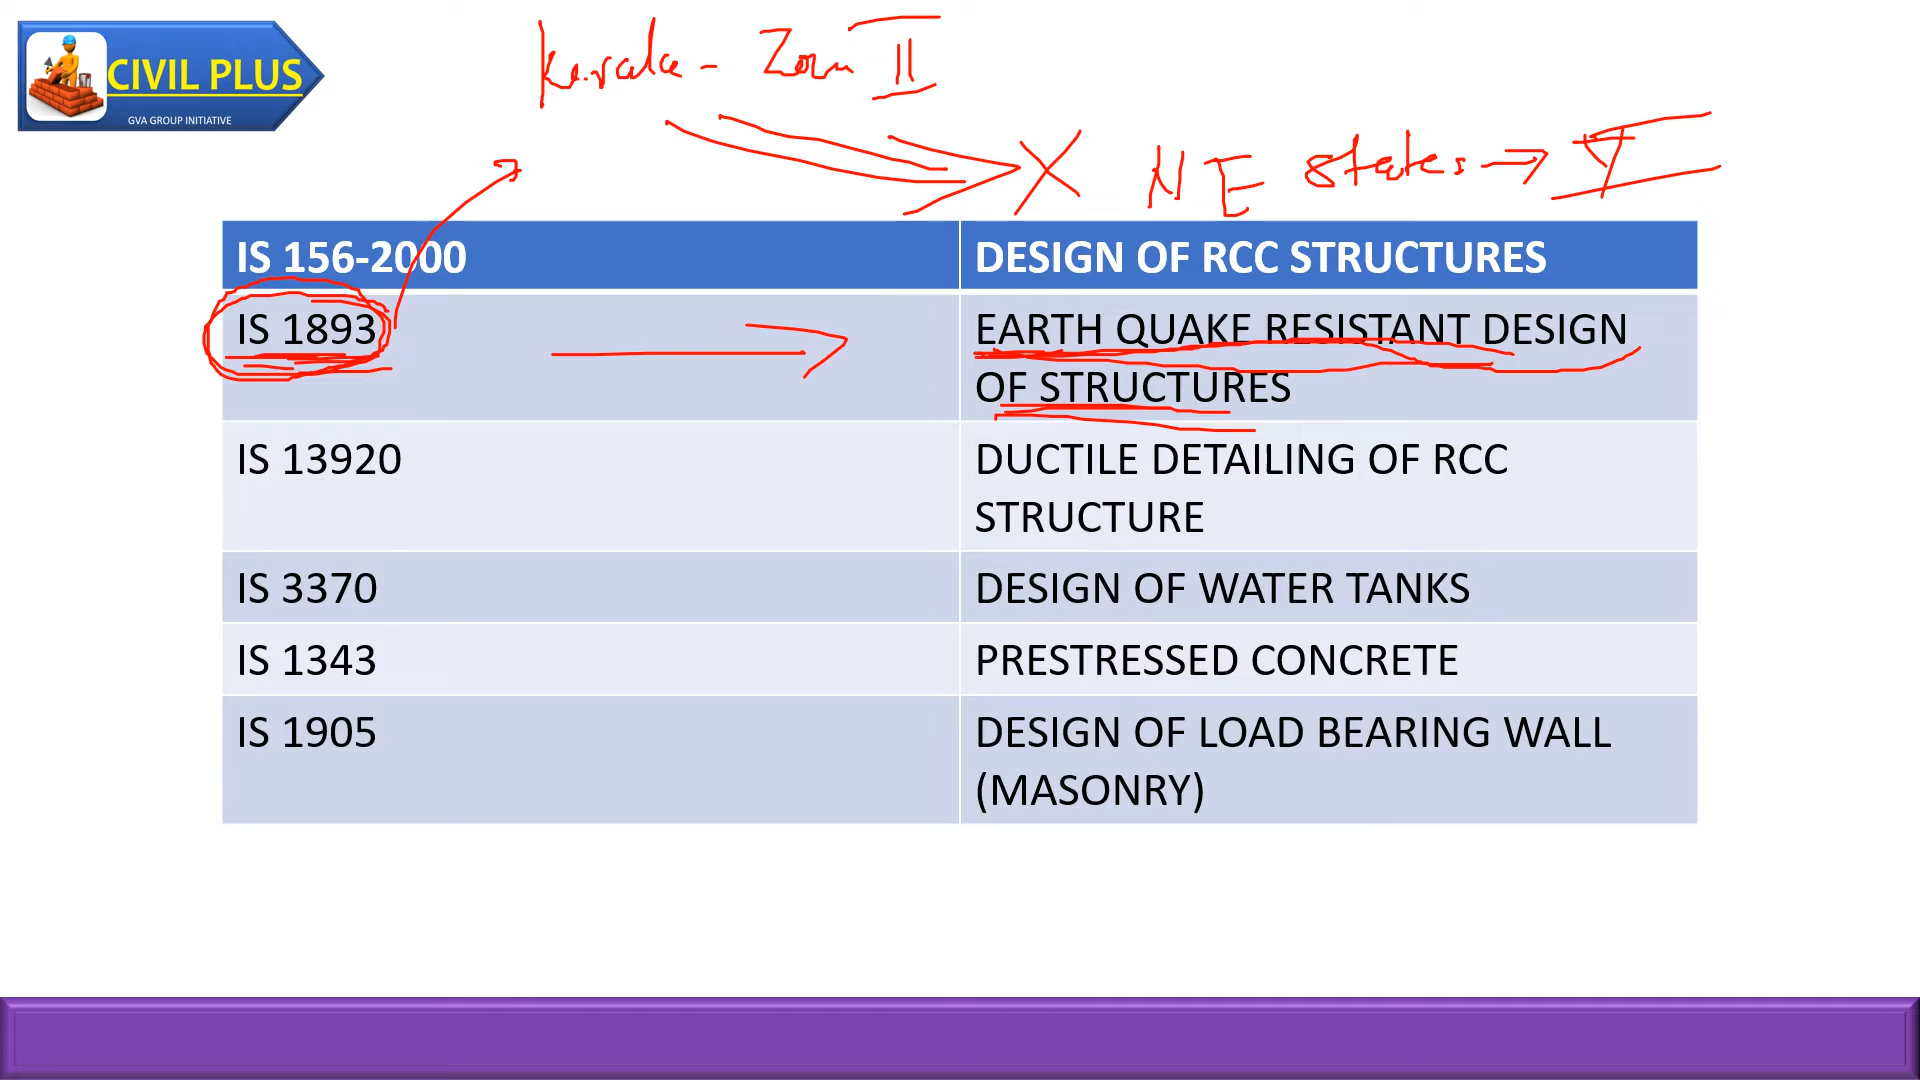 CIVIL PLUS
GVA GROUP INITIATIVE
Kerala - Zone II
NE states → V
IS 156-2000
DESIGN OF RCC STRUCTURES
IS 1893
EARTH QUAKE RESISTANT DESIGN
OF STRUCTURES
IS 13920
DUCTILE DETAILING OF RCC
STRUCTURE
IS 3370
DESIGN OF WATER TANKS
IS 1343
PRESTRESSED CONCRETE
IS 1905
DESIGN OF LOAD BEARING WALL
(MASONRY)